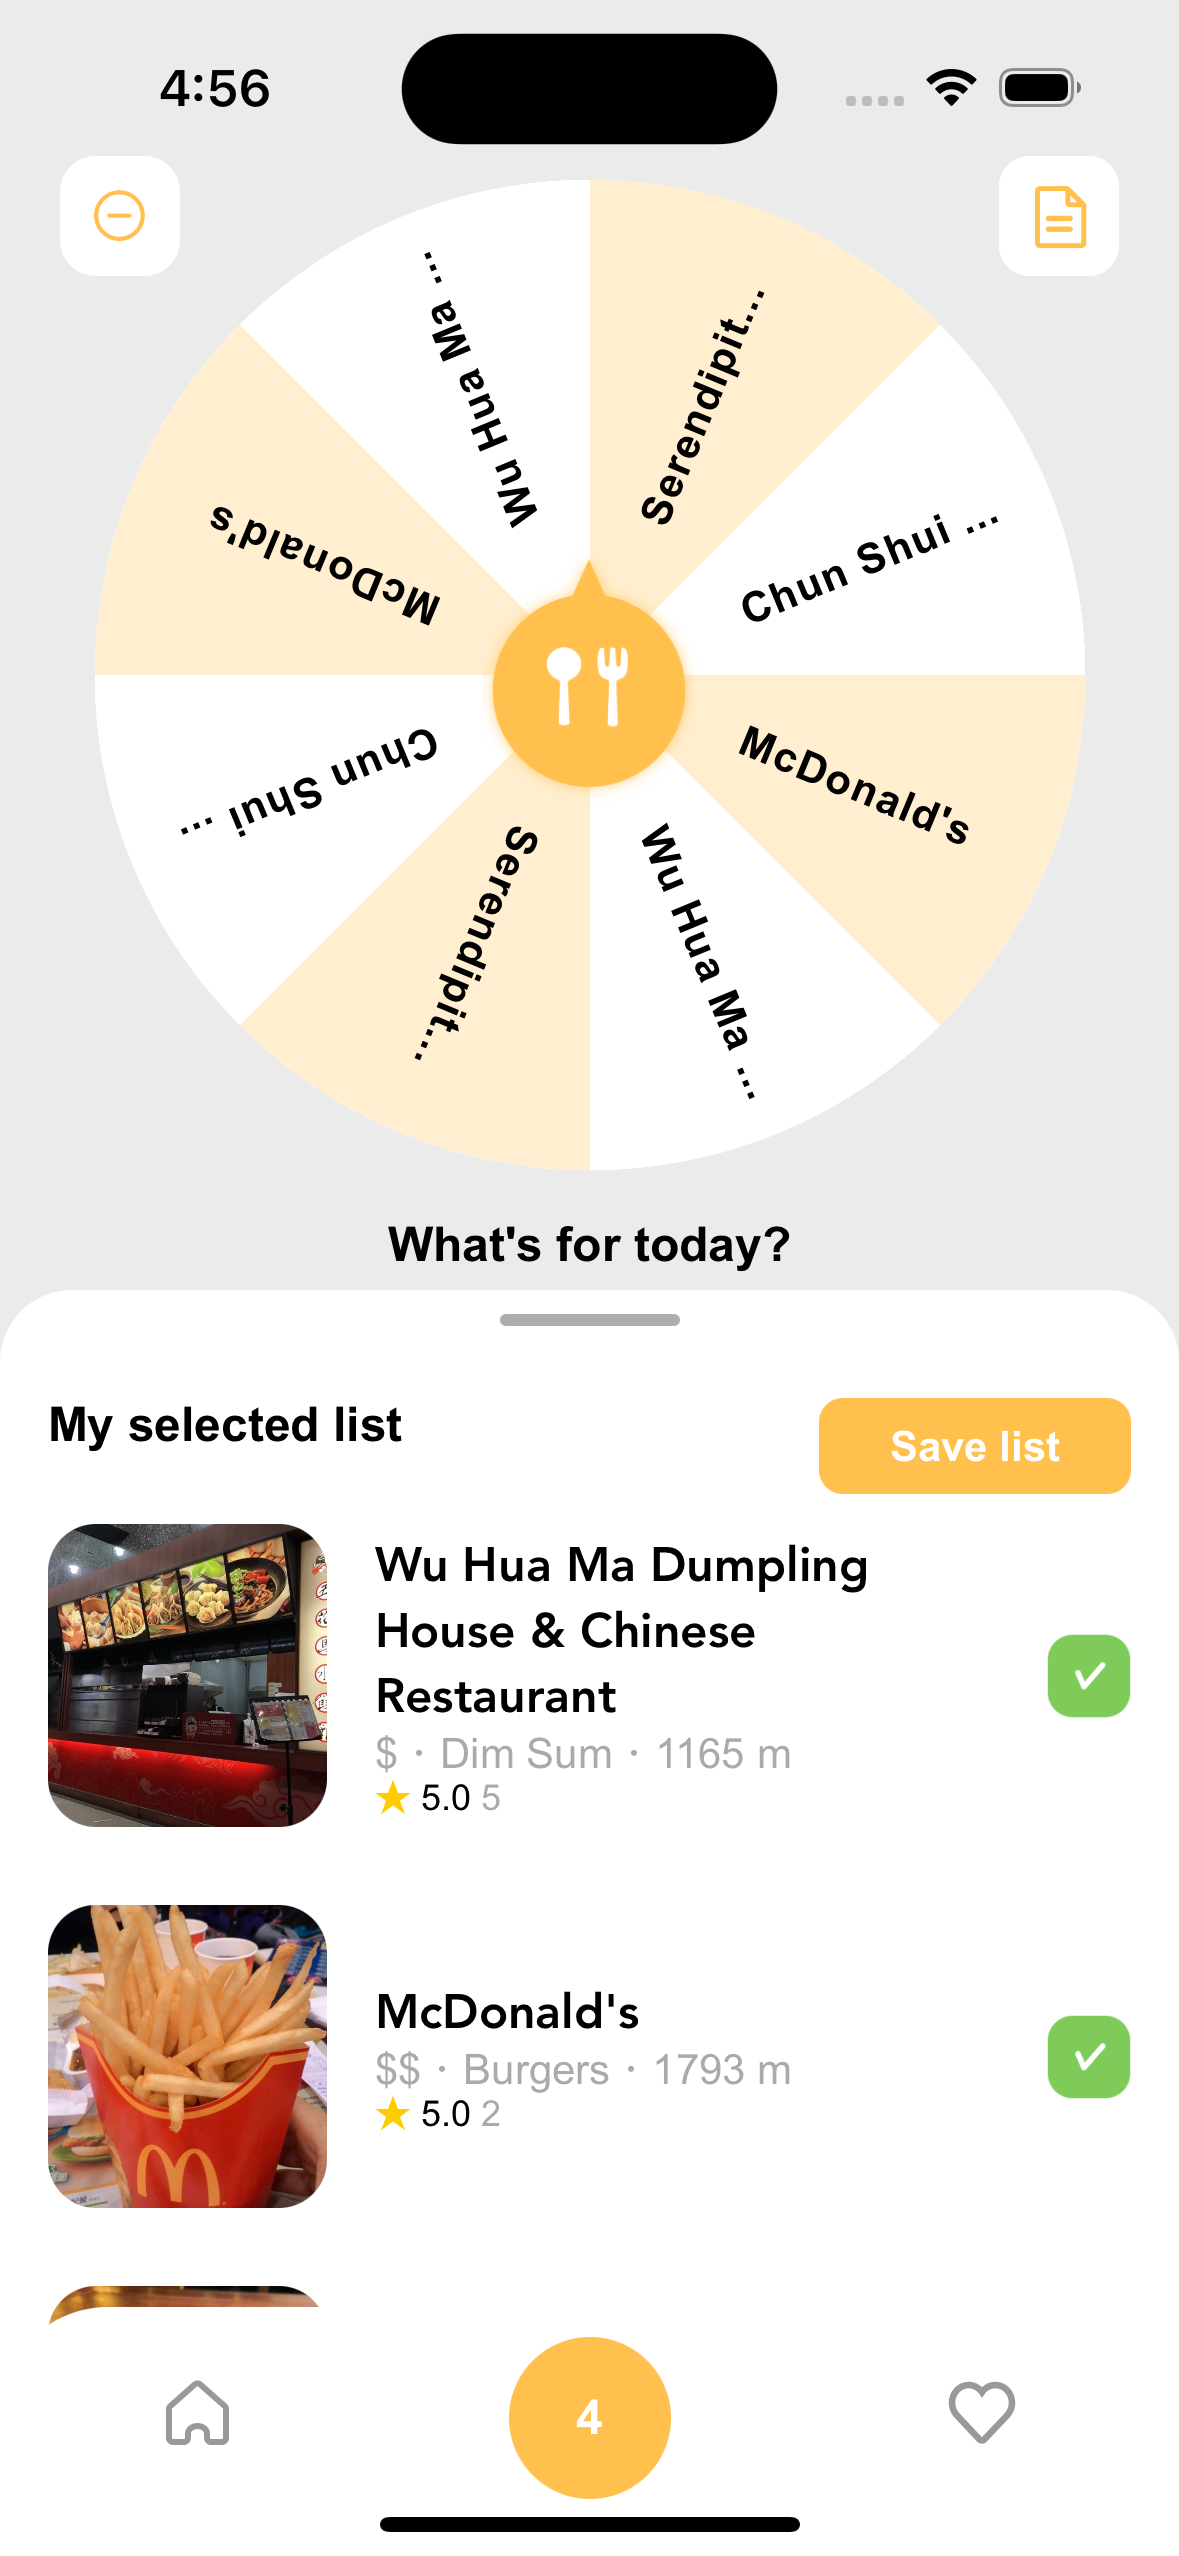 4:56
Wu Hua Ma ...
Serendipit...
McDonald's
Chun Shui ...
Chun Shui ...
McDonald's
Serendipit...
Wu Hua Ma ...
What's for today?
My selected list
Save list
Wu Hua Ma Dumpling
House & Chinese
Restaurant
$ · Dim Sum · 1165 m
5.0 5
McDonald's
$$ · Burgers · 1793 m
5.0 2
4